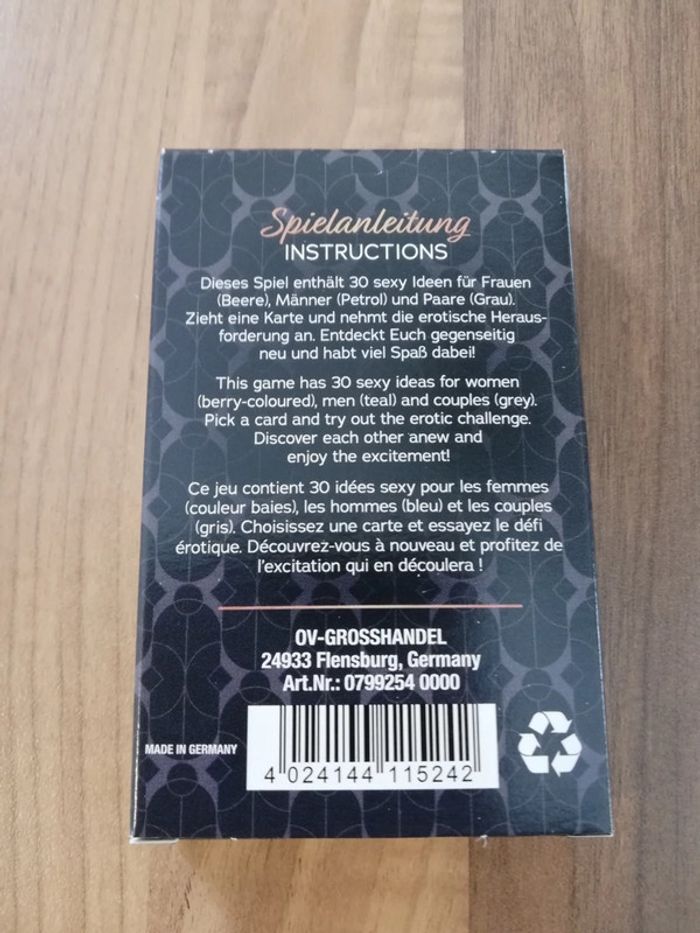 Spielanleitung
INSTRUCTIONS
Dieses Spiel enthält 30 sexy Ideen für Frauen
(Beere), Männer (Petrol) und Paare (Grau).
Zieht eine Karte und nehmt die erotische Heraus-
forderung an. Entdeckt Euch gegenseitig
neu und habt viel Spaß dabei!
This game has 30 sexy ideas for women
(berry-coloured), men (teal) and couples (grey).
Pick a card and try out the erotic challenge.
Discover each other anew and
enjoy the excitement!
Ce jeu contient 30 idées sexy pour les femmes
(couleur baies), les hommes (bleu) et les couples
(gris). Choisissez une carte et essayez le défi
érotique. Découvrez-vous à nouveau et profitez de
l'excitation qui en découlera !
OV-GROSSHANDEL
24933 Flensburg, Germany
Art.Nr.: 0799254 0000
MADE IN GERMANY
4 024144 115242